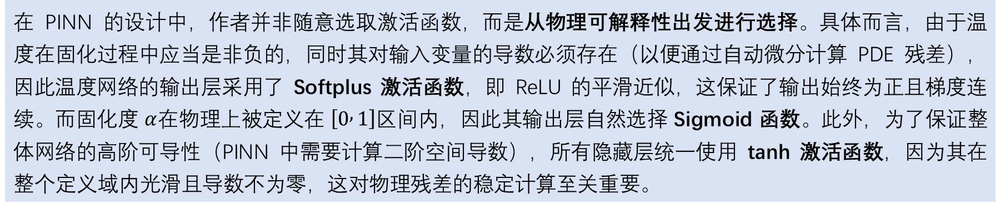 在 PINN 的设计中，作者并非随意选取激活函数，而是从物理可解释性出发进行选择。具体而言，由于温
度在固化过程中应当是非负的，同时其对输入变量的导数必须存在（以便通过自动微分计算 PDE 残差），
因此温度网络的输出层采用了 Softplus 激活函数，即 ReLU 的平滑近似，这保证了输出始终为正且梯度连
续。而固化度 α在物理上被定义在 [0,1]区间内，因此其输出层自然选择 Sigmoid 函数。此外，为了保证整
体网络的高阶可导性（PINN 中需要计算二阶空间导数），所有隐藏层统一使用 tanh 激活函数，因为其在
整个定义域内光滑且导数不为零，这对物理残差的稳定计算至关重要。